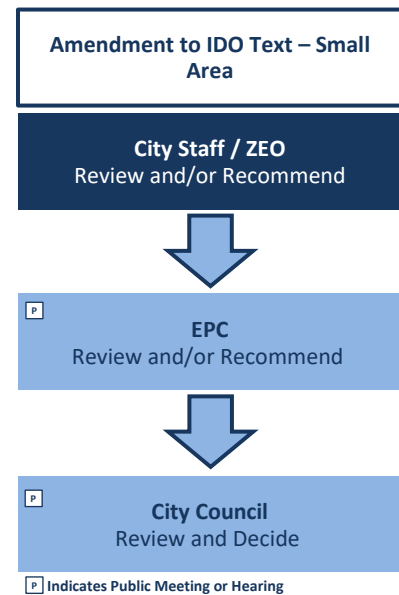 Amendment to IDO Text – Small
Area
City Staff / ZEO
Review and/or Recommend
P
EPC
Review and/or Recommend
P
City Council
Review and Decide
P Indicates Public Meeting or Hearing